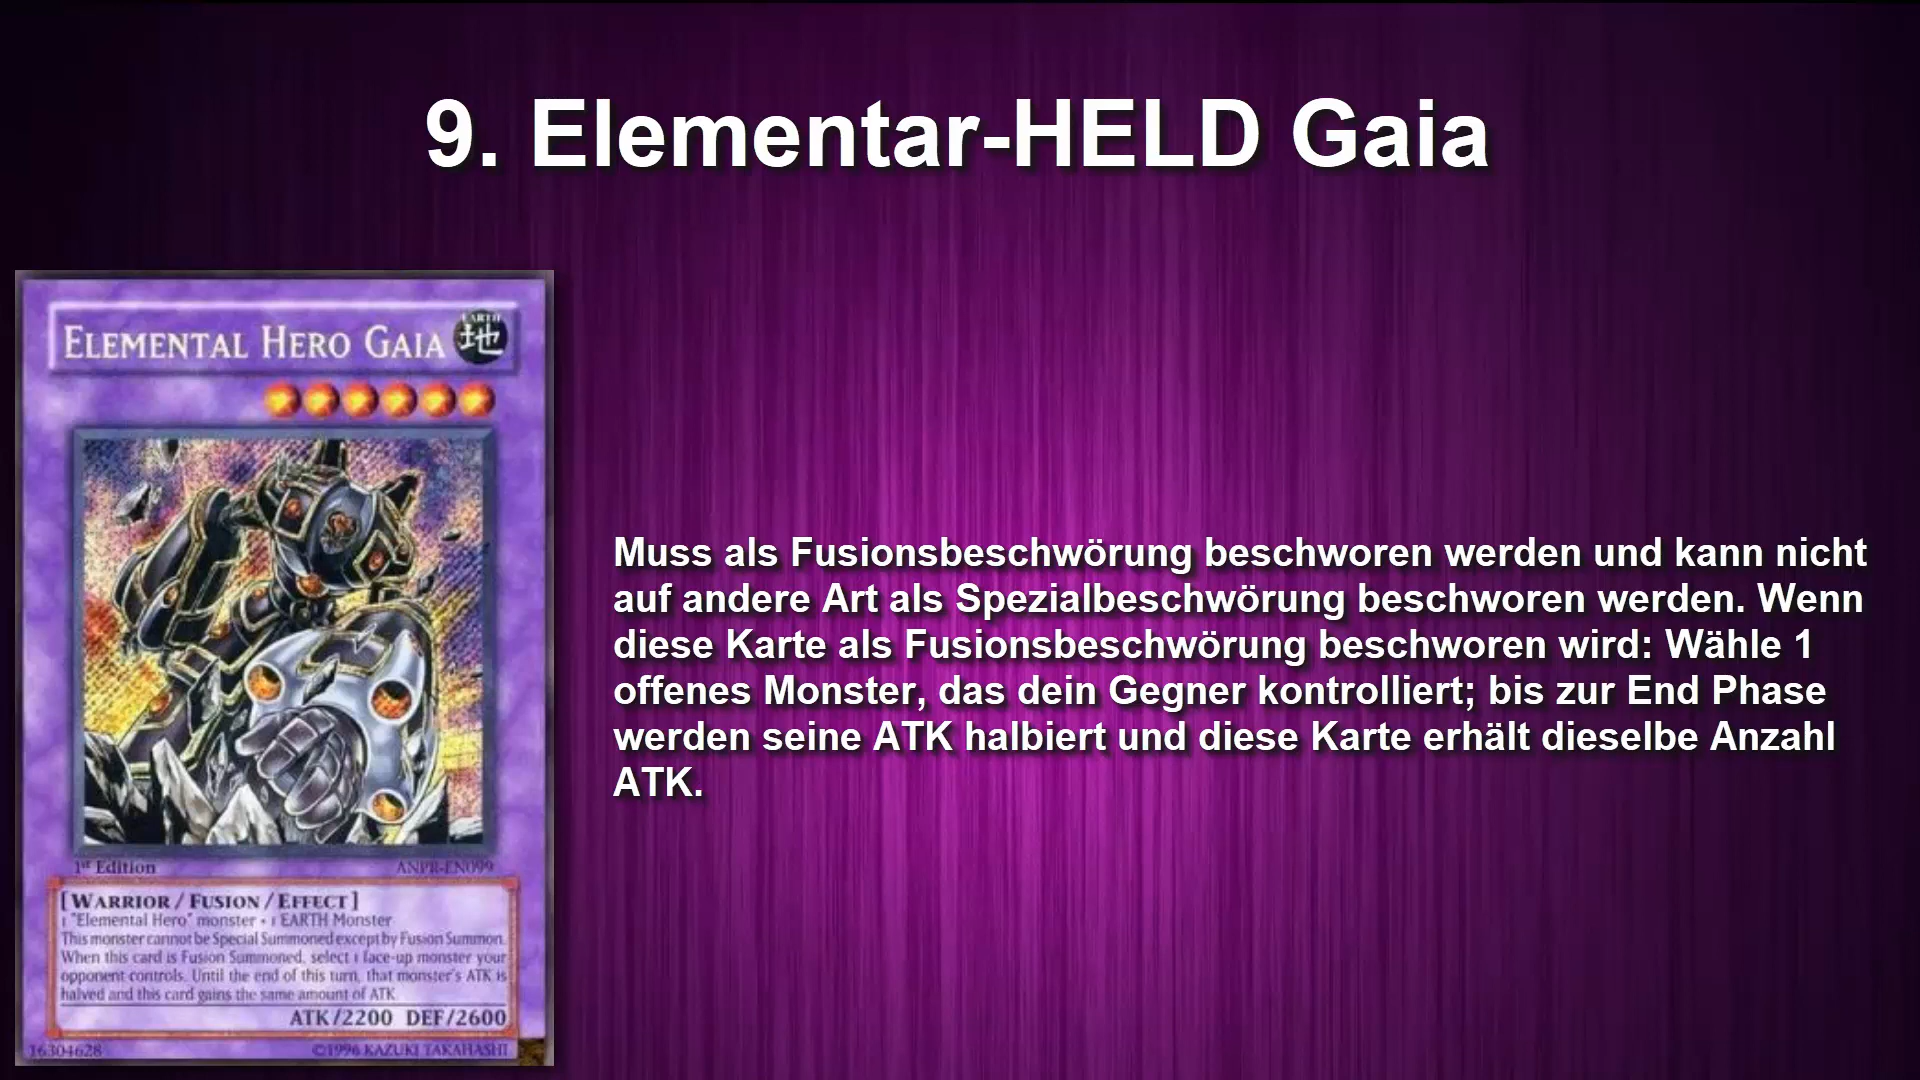 9. Elementar-HELD Gaia
ELEMENTAL HERO GAIA
EARTH
地
1st Edition
ANPR-EN099
[WARRIOR / FUSION / EFFECT]
1 "Elemental Hero" monster + 1 EARTH Monster
This monster cannot be Special Summoned except by Fusion Summon.
When this card is Fusion Summoned, select 1 face-up monster your
opponent controls. Until the end of this turn, that monster's ATK is
halved and this card gains the same amount of ATK.
ATK/2200 DEF/2600
16304628
©1996 KAZUKI TAKAHASHI
Muss als Fusionsbeschwörung beschworen werden und kann nicht
auf andere Art als Spezialbeschwörung beschworen werden. Wenn
diese Karte als Fusionsbeschwörung beschworen wird: Wähle 1
offenes Monster, das dein Gegner kontrolliert; bis zur End Phase
werden seine ATK halbiert und diese Karte erhält dieselbe Anzahl
ATK.